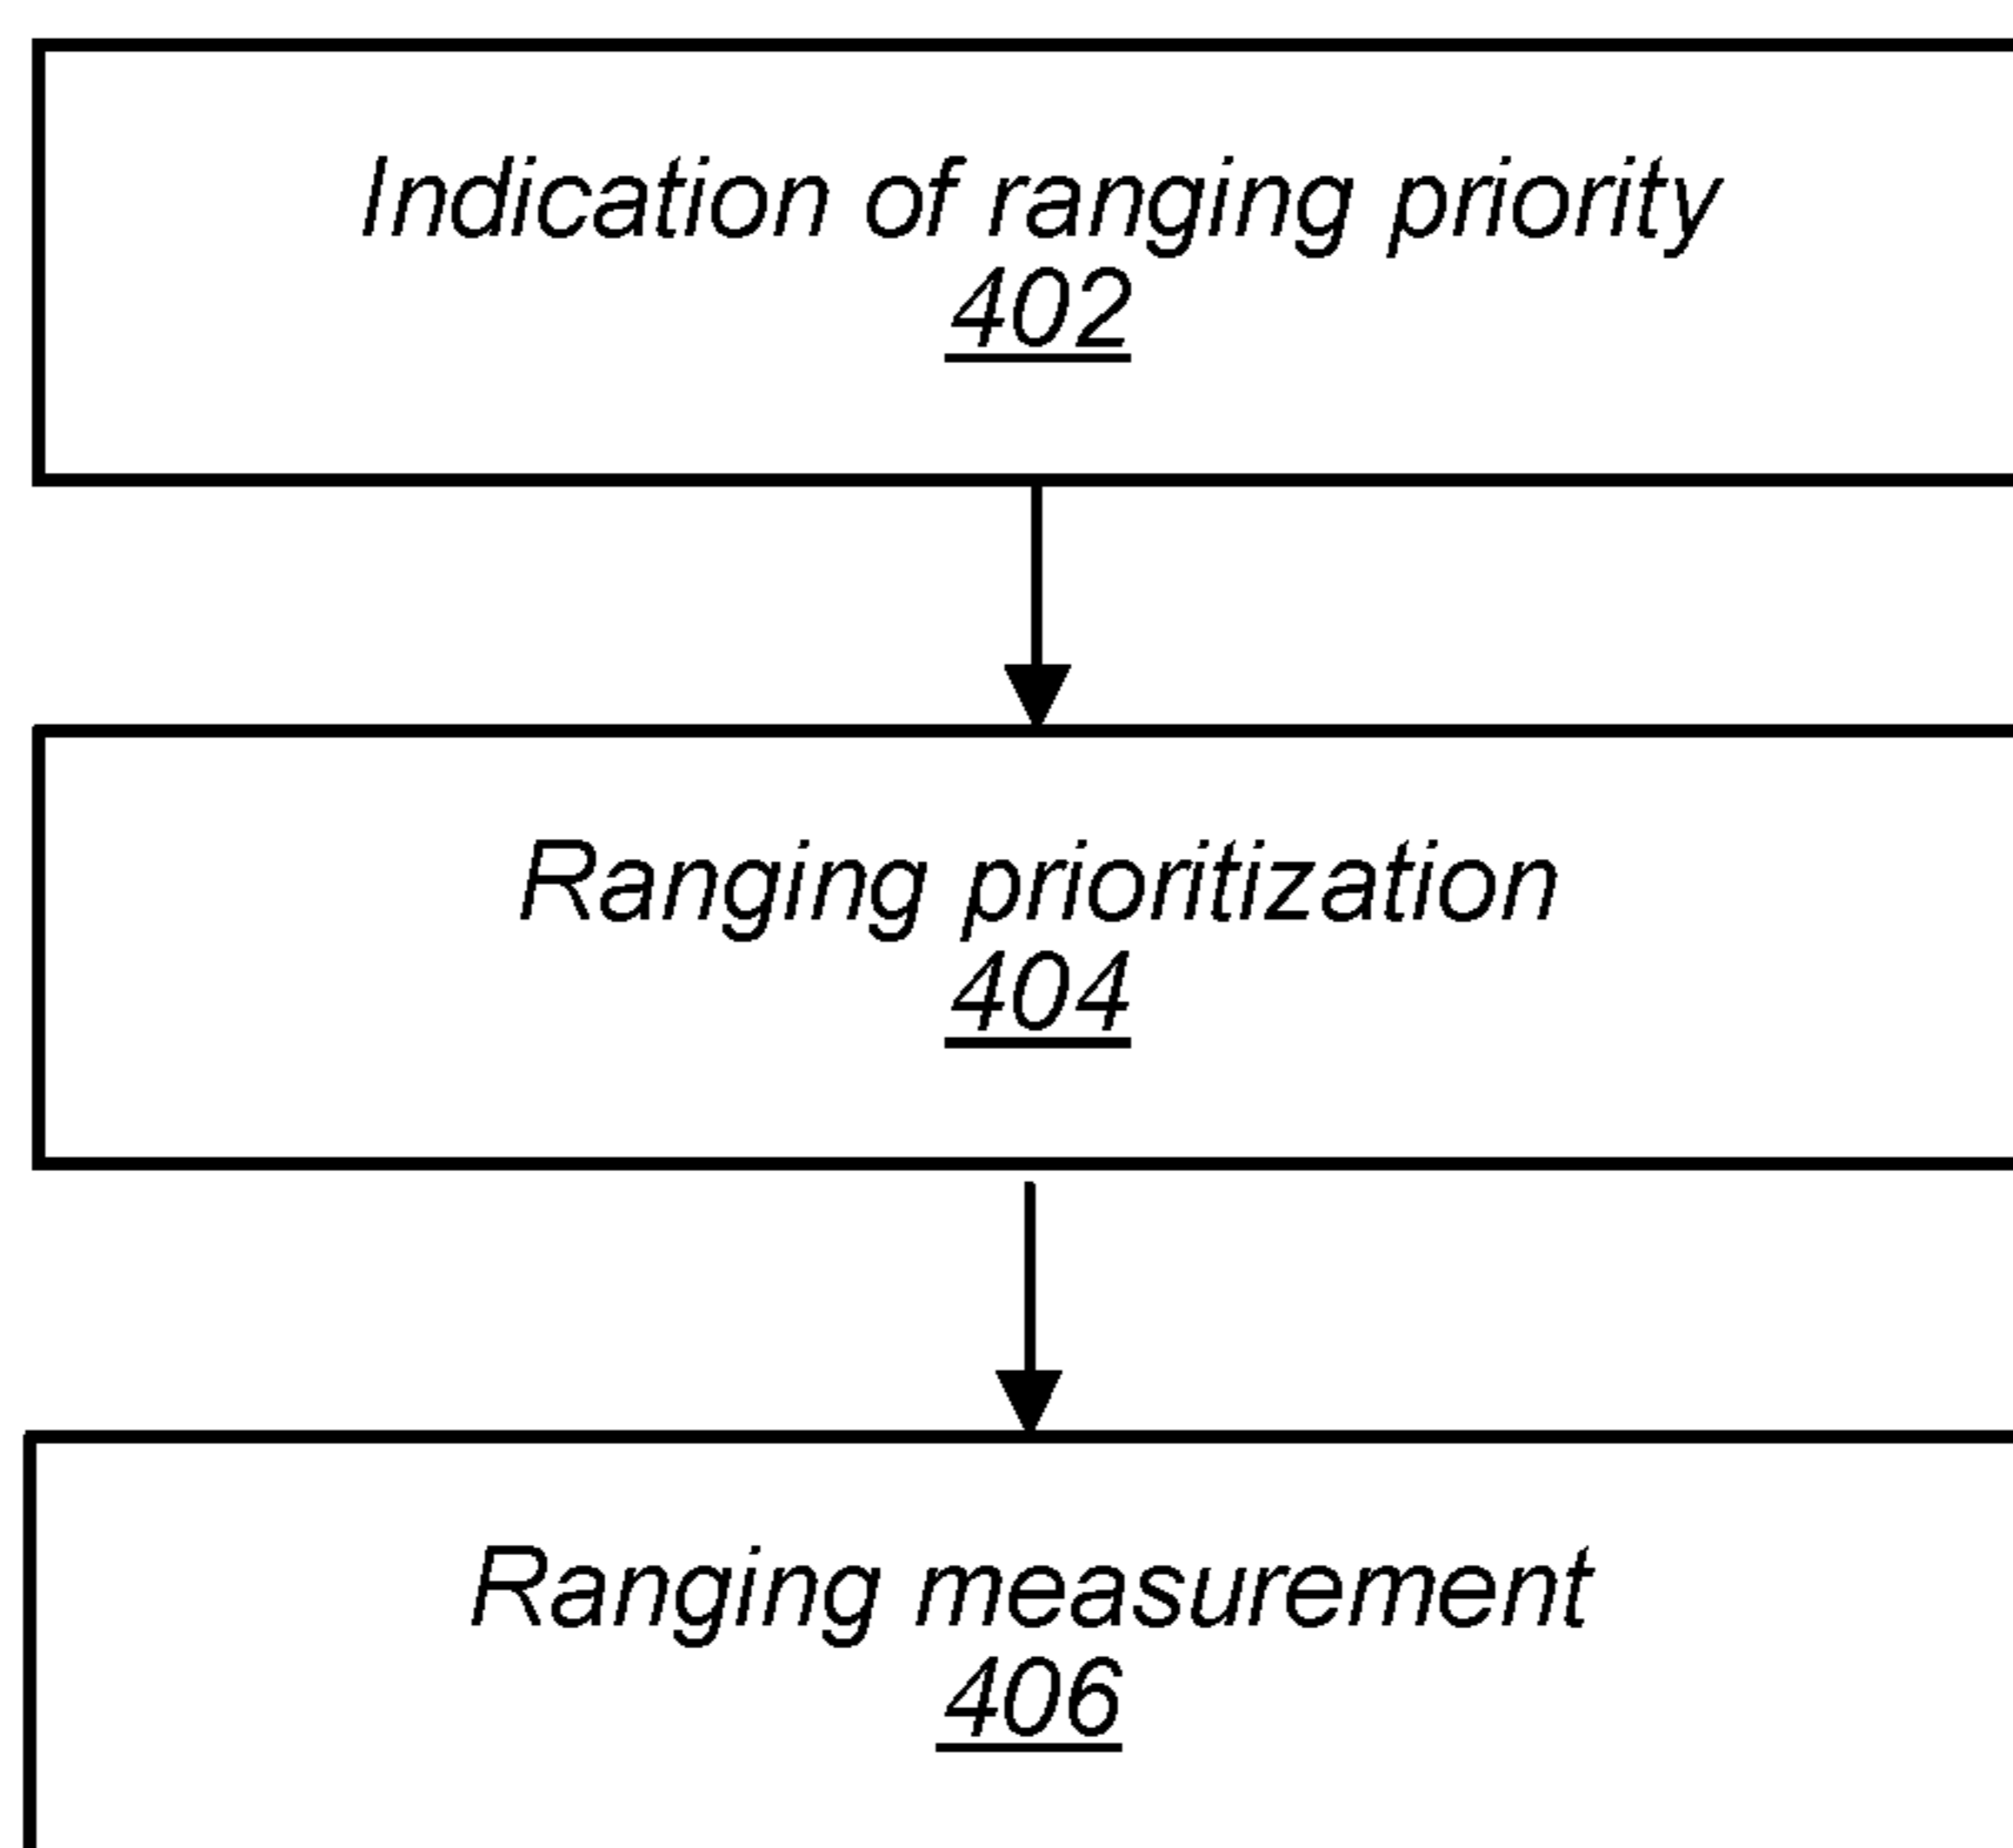 Indication of ranging priority
402
Ranging prioritization
404
Ranging measurement
406